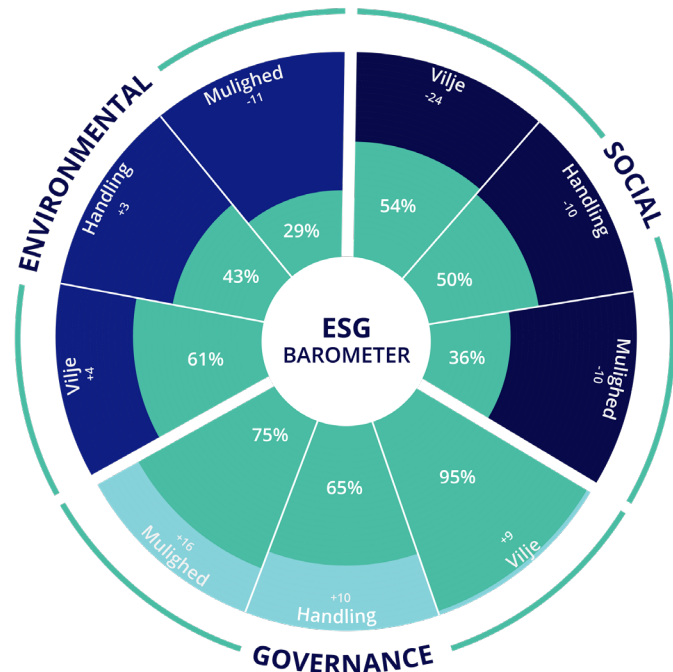 ESG
BAROMETER
ENVIRONMENTAL
Vilje
+4
61%
Handling
+3
43%
Mulighed
-11
29%
SOCIAL
Vilje
-24
54%
Handling
-10
50%
Mulighed
-10
36%
GOVERNANCE
Vilje
+9
95%
Handling
+10
65%
Mulighed
+16
75%